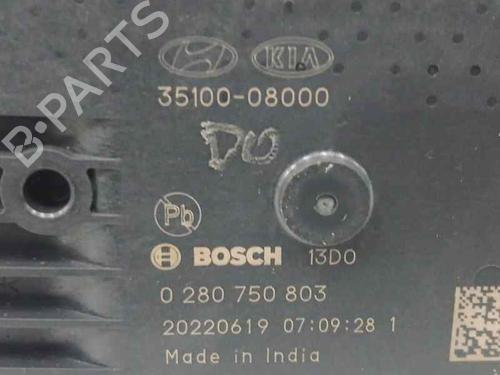 KIA
35100-08000
DO
Pb
BOSCH 13D0
0 280 750 803
20220619 07:09:28 1
Made in India
B-PARTS